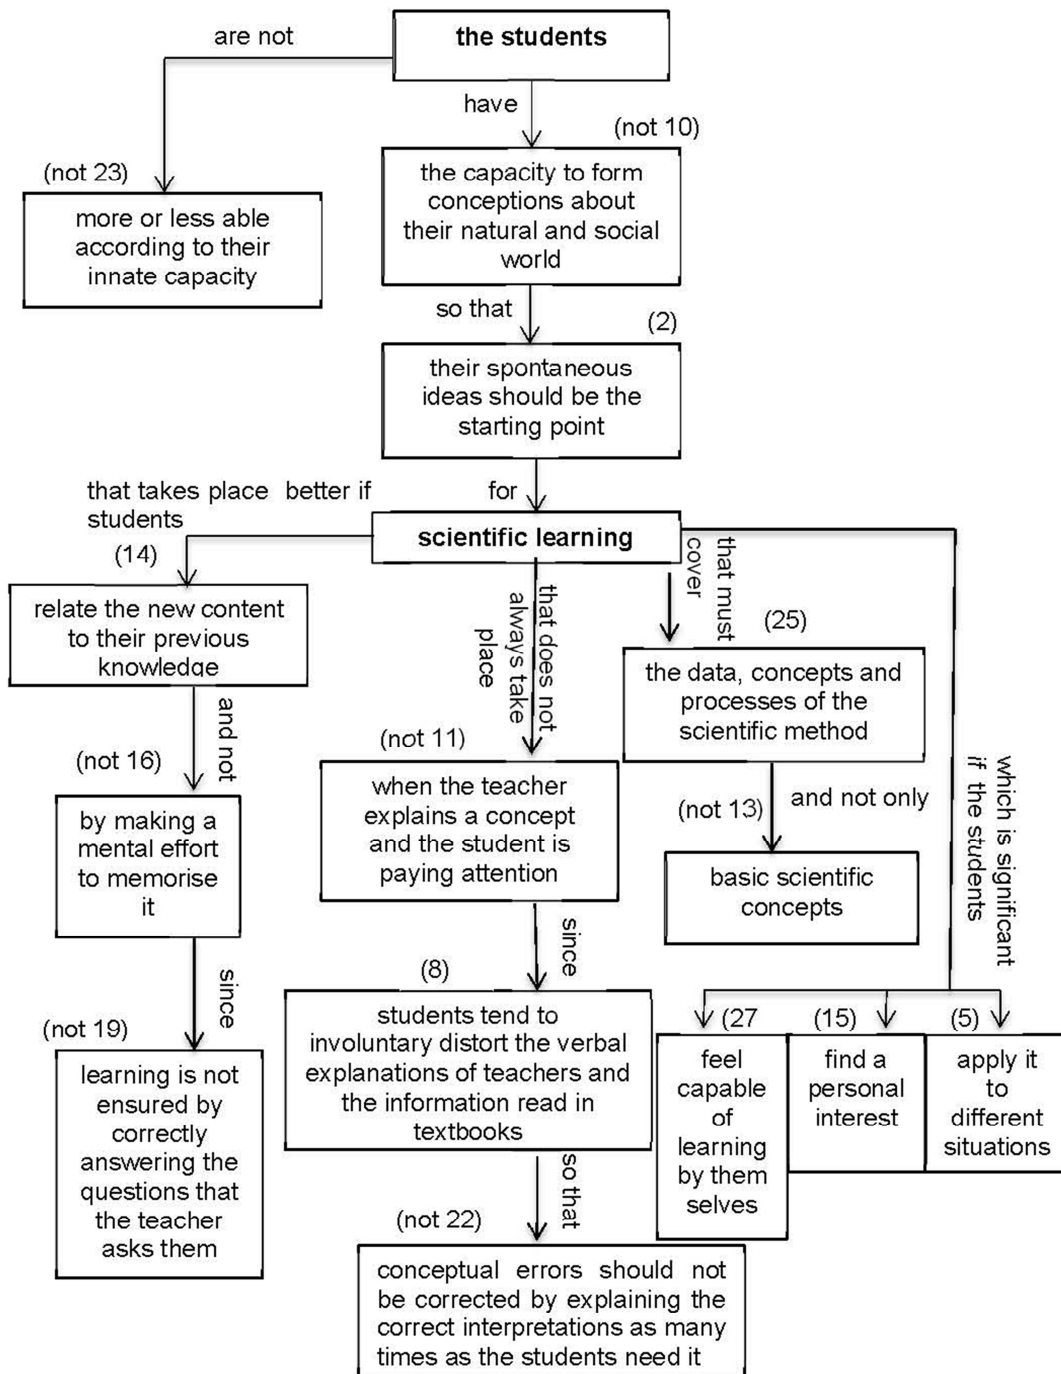 are not
the students
have
(not 10)
(not 23)
more or less able
according to their
innate capacity
the capacity to form
conceptions about
their natural and social
world
so that
(2)
their spontaneous
ideas should be the
starting point
that takes place  better if
students
for
scientific learning
(14)
relate the new content
to their previous
knowledge
and not
(not 16)
by making a
mental effort
to memorise
it
since
(not 19)
learning is not
ensured by
correctly
answering the
questions that
the teacher
asks them
that does not
always take
place
(not 11)
when the teacher
explains a concept
and the student is
paying attention
since
(8)
students tend to
involuntary distort the verbal
explanations of teachers and
the information read in
textbooks
so that
(not 22)
conceptual errors should not
be corrected by explaining the
correct interpretations as many
times as the students need it
that must
cover
(25)
the data, concepts and
processes of the
scientific method
(not 13)
and not only
basic scientific
concepts
which is significant
if the students
(27
feel
capable
of
learning
by them
selves
(15)
find a
personal
interest
(5)
apply it
to
different
situations